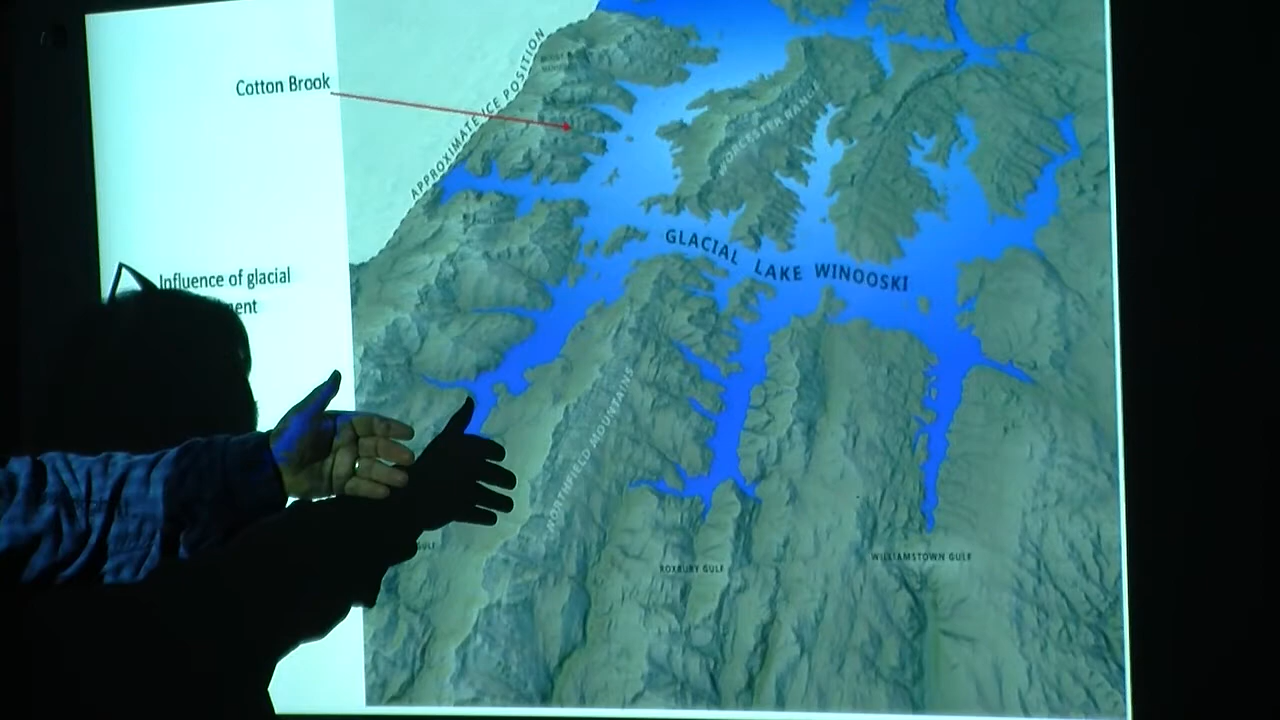 Cotton Brook
APPROXIMATE ICE POSITION
WORCESTER RANGE
GLACIAL LAKE WINOOSKI
Influence of glacial
NORTHFIELD MOUNTAINS
GULF
ROXBURY GULF
WILLIAMSTOWN GULF